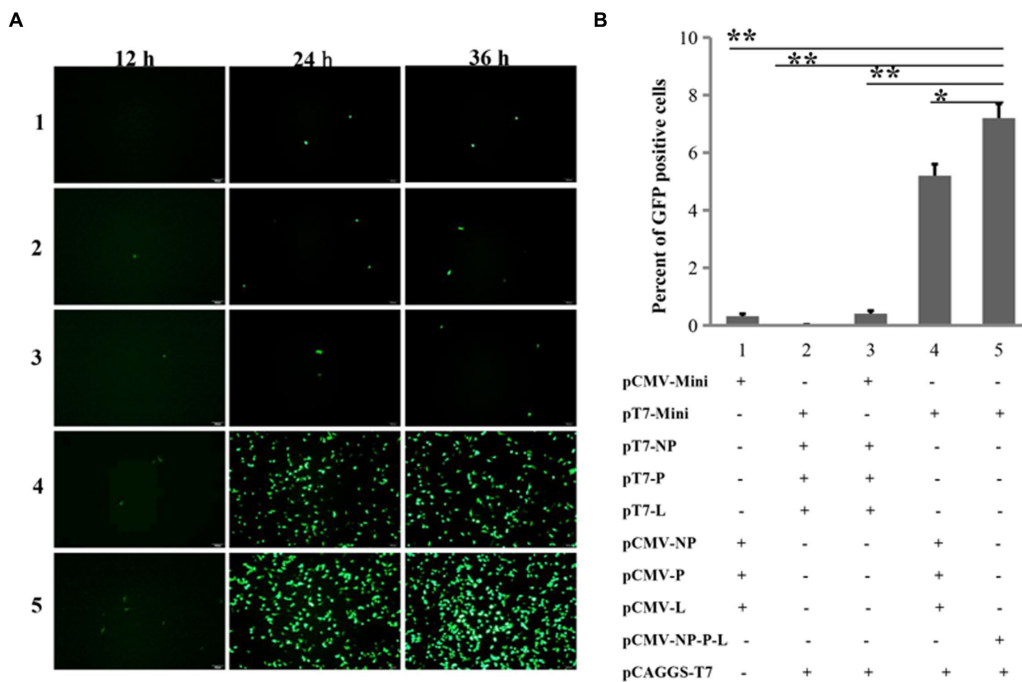 A
12 h 24 h 36 h
1
2
3
4
5
B
Percent of GFP positive cells
10
8
6
4
2
0
**
**
**
*
1 2 3 4 5
pCMV-Mini + - + - -
pT7-Mini - + - + +
pT7-NP - + + - -
pT7-P - + + - -
pT7-L - + + - -
pCMV-NP + - - + -
pCMV-P + - - + -
pCMV-L + - - + -
pCMV-NP-P-L - - - - +
pCAGGS-T7 - + + + +